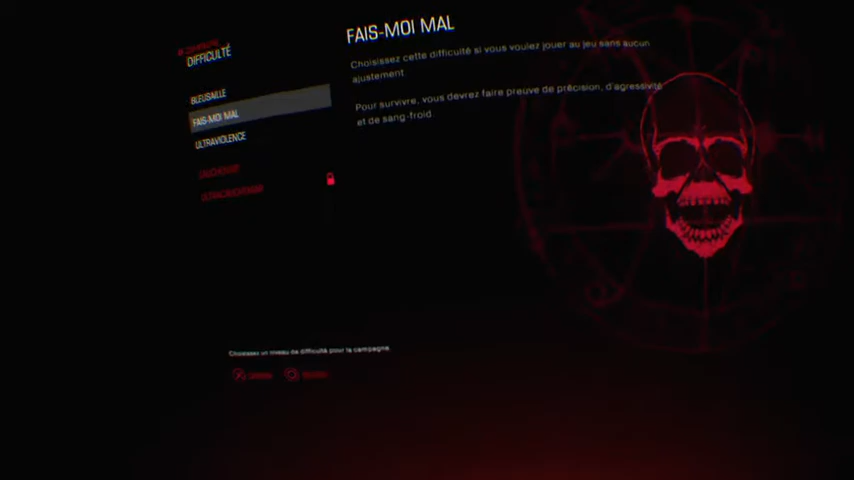 DIFFICULTÉ
BLEUSAILLE
FAIS-MOI MAL
ULTRAVIOLENCE
CAUCHEMAR
ULTRACAUCHEMAR
FAIS-MOI MAL
Choisissez cette difficulté si vous voulez jouer au jeu sans aucun
ajustement.
Pour survivre, vous devrez faire preuve de précision, d'agressivité
et de sang-froid.
Choisissez un niveau de difficulté pour la campagne.